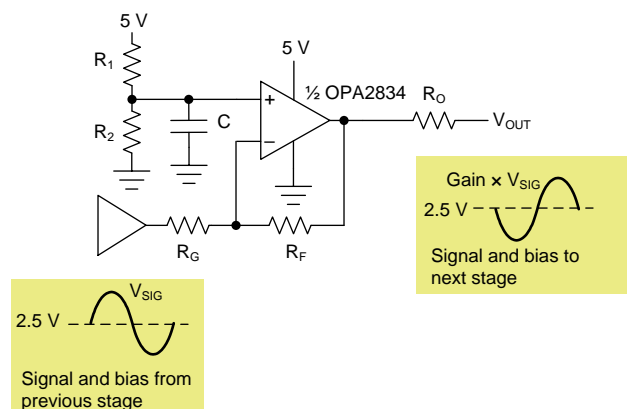 5 V
R1
5 V
½ OPA2834
RO
+
C
R2
−
VOUT
RG
RF
Gain × VSIG
2.5 V
Signal and bias to
next stage
VSIG
2.5 V
Signal and bias from
previous stage